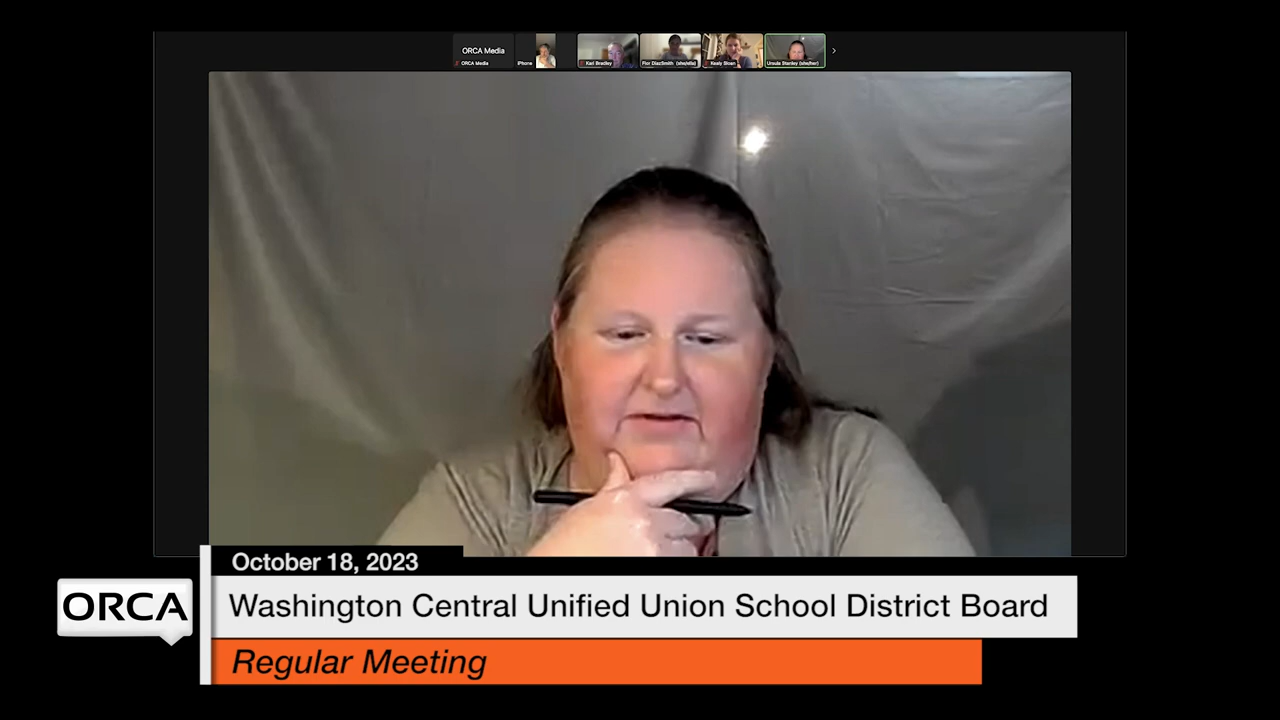 ORCA Media
ORCA Media
iPhone
Kari Bradley
Flor DiazSmith (she/ella)
Kealy Sloan
Ursula Stanley (she/her)
October 18, 2023
ORCA
Washington Central Unified Union School District Board
Regular Meeting